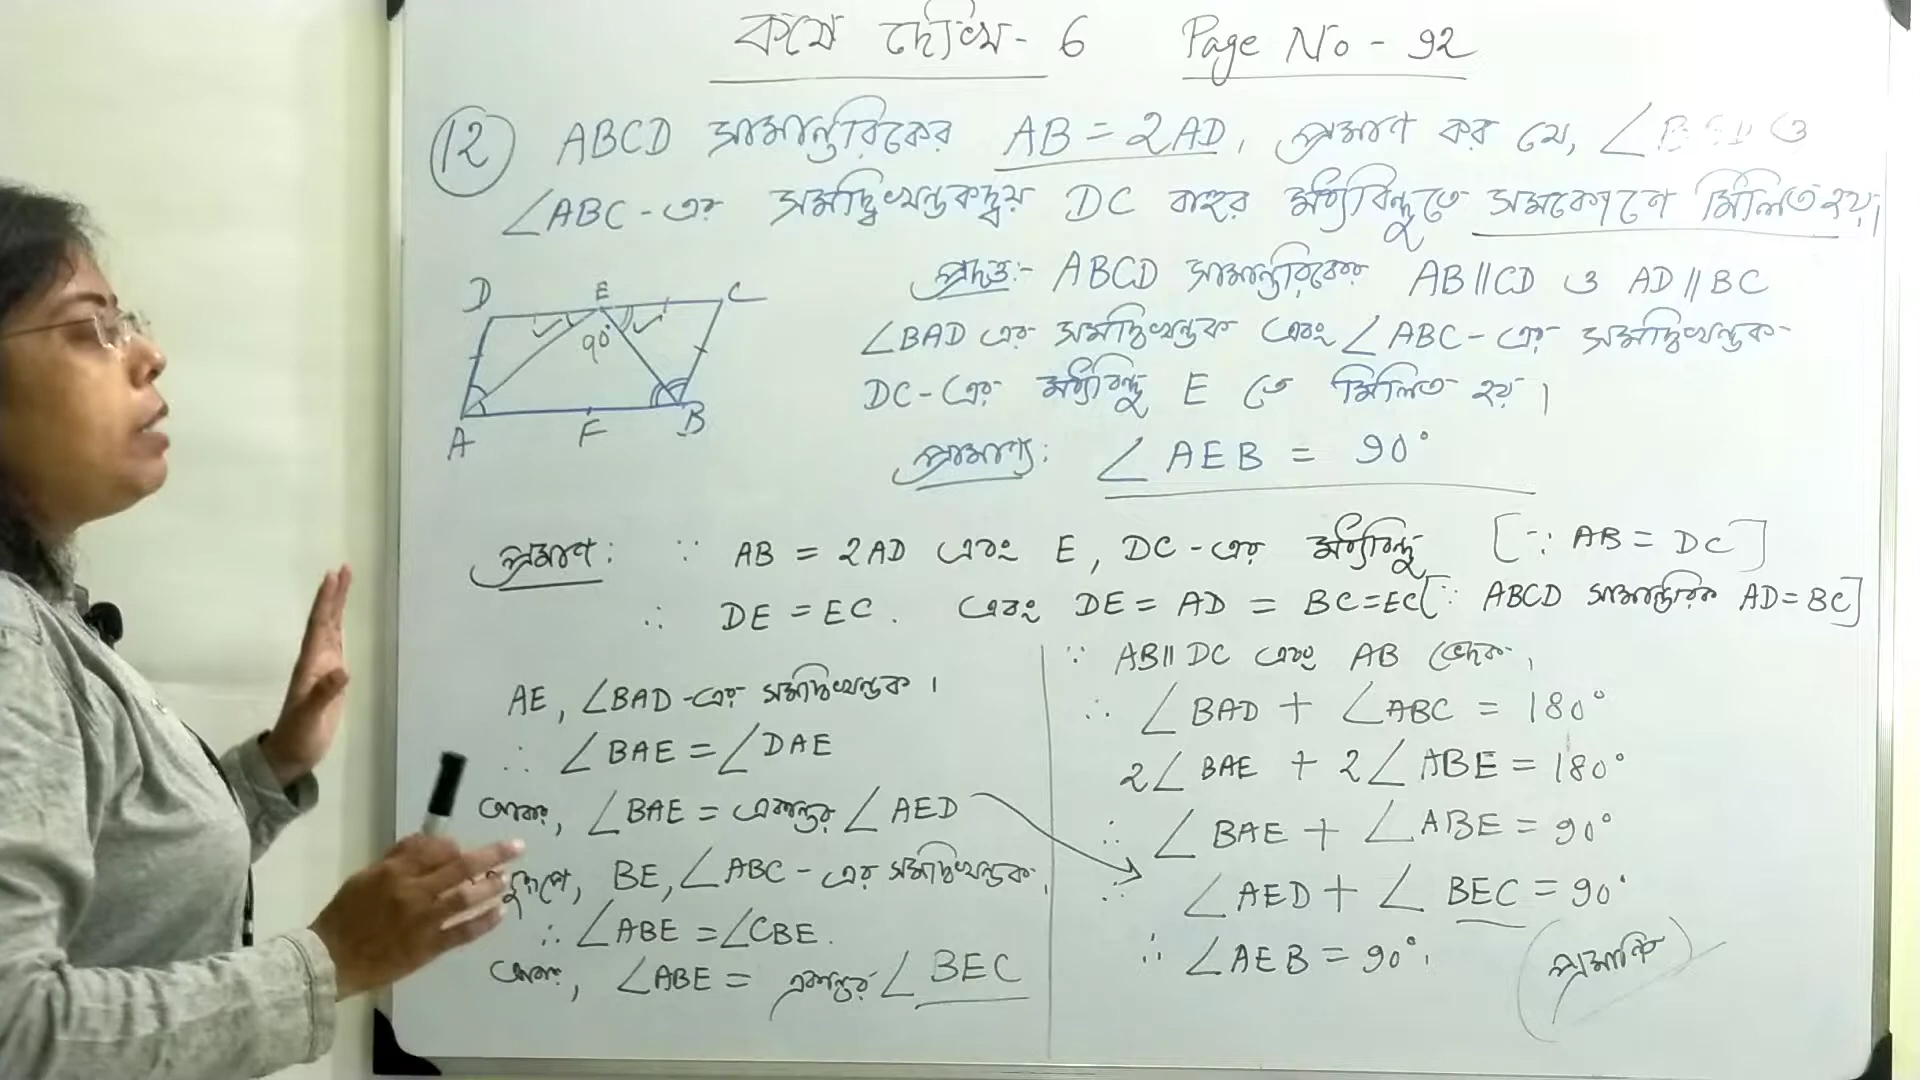 কষে দেখি - 6 Page No - 92
12 ABCD সামান্তরিকের AB = 2AD, প্রমাণ কর যে, ∠BAD ও
∠ABC - এর সমদ্বিখন্ডকদ্বয় DC বাহুর মধ্যবিন্দুতে সমকোণে মিলিত হয়।
D E C
90°
A F B
প্রদত্ত:- ABCD সামান্তরিকের AB||CD ও AD||BC
∠BAD এর সমদ্বিখন্ডক এবং ∠ABC - এর সমদ্বিখন্ডক
DC - এর মধ্যবিন্দু E তে মিলিত হয়।
প্রামাণ্য: ∠AEB = 90°
প্রমাণ: ∵ AB = 2AD এবং E, DC - এর মধ্যবিন্দু [∵ AB = DC]
∴ DE = EC. এবং DE = AD = BC = EC [∵ ABCD সামান্তরিক AD = BC]
AE, ∠BAD - এর সমদ্বিখন্ডক।
∴ ∠BAE = ∠DAE
আবার, ∠BAE = একান্তর ∠AED
BE, ∠ABC - এর সমদ্বিখন্ডক,
∴ ∠ABE = ∠CBE.
আবার, ∠ABE = একান্তর ∠BEC
∵ AB || DC এবং AB ছেদক,
∴ ∠BAD + ∠ABC = 180°
2∠BAE + 2∠ABE = 180°
∴ ∠BAE + ∠ABE = 90°
∴ ∠AED + ∠BEC = 90°
∴ ∠AEB = 90°.
(প্রমাণিত)